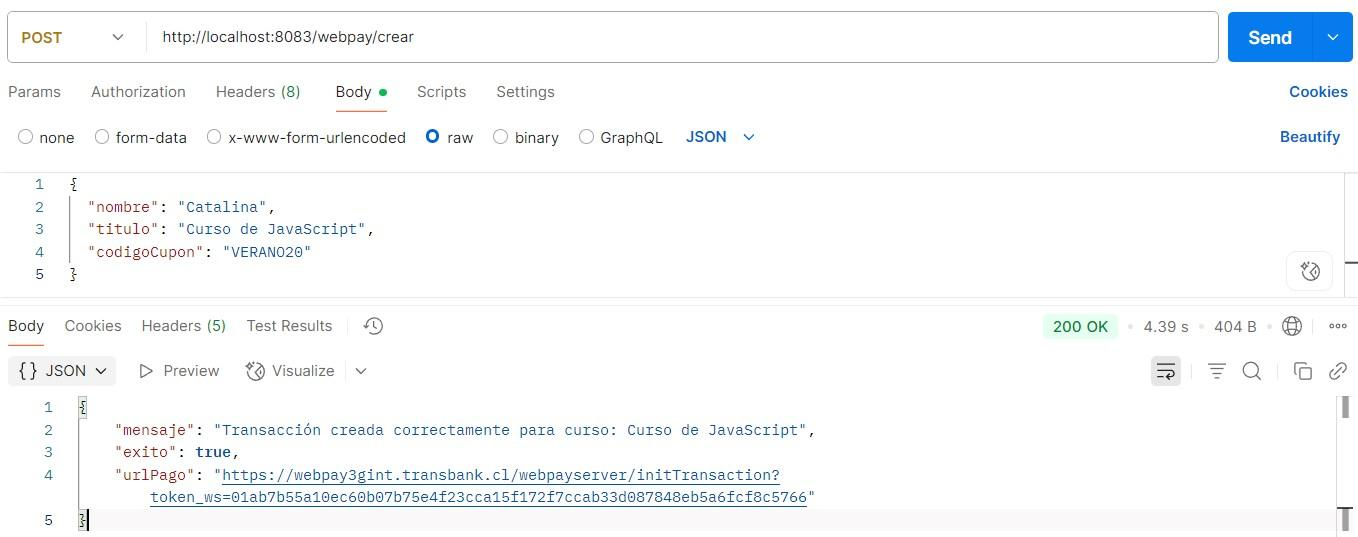 POST http://localhost:8083/webpay/crear Send
Params Authorization Headers (8) Body Scripts Settings Cookies
none form-data x-www-form-urlencoded raw binary GraphQL JSON Beautify
1 {
2 "nombre": "Catalina",
3 "titulo": "Curso de JavaScript",
4 "codigoCupon": "VERANO20"
5 }
Body Cookies Headers (5) Test Results 200 OK • 4.39 s • 404 B •
{} JSON Preview Visualize
1 {
2 "mensaje": "Transacción creada correctamente para curso: Curso de JavaScript",
3 "exito": true,
4 "urlPago": "https://webpay3gint.transbank.cl/webpayserver/initTransaction?
token_ws=01ab7b55a10ec60b07b75e4f23cca15f172f7ccab33d087848eb5a6fcf8c5766"
5 }